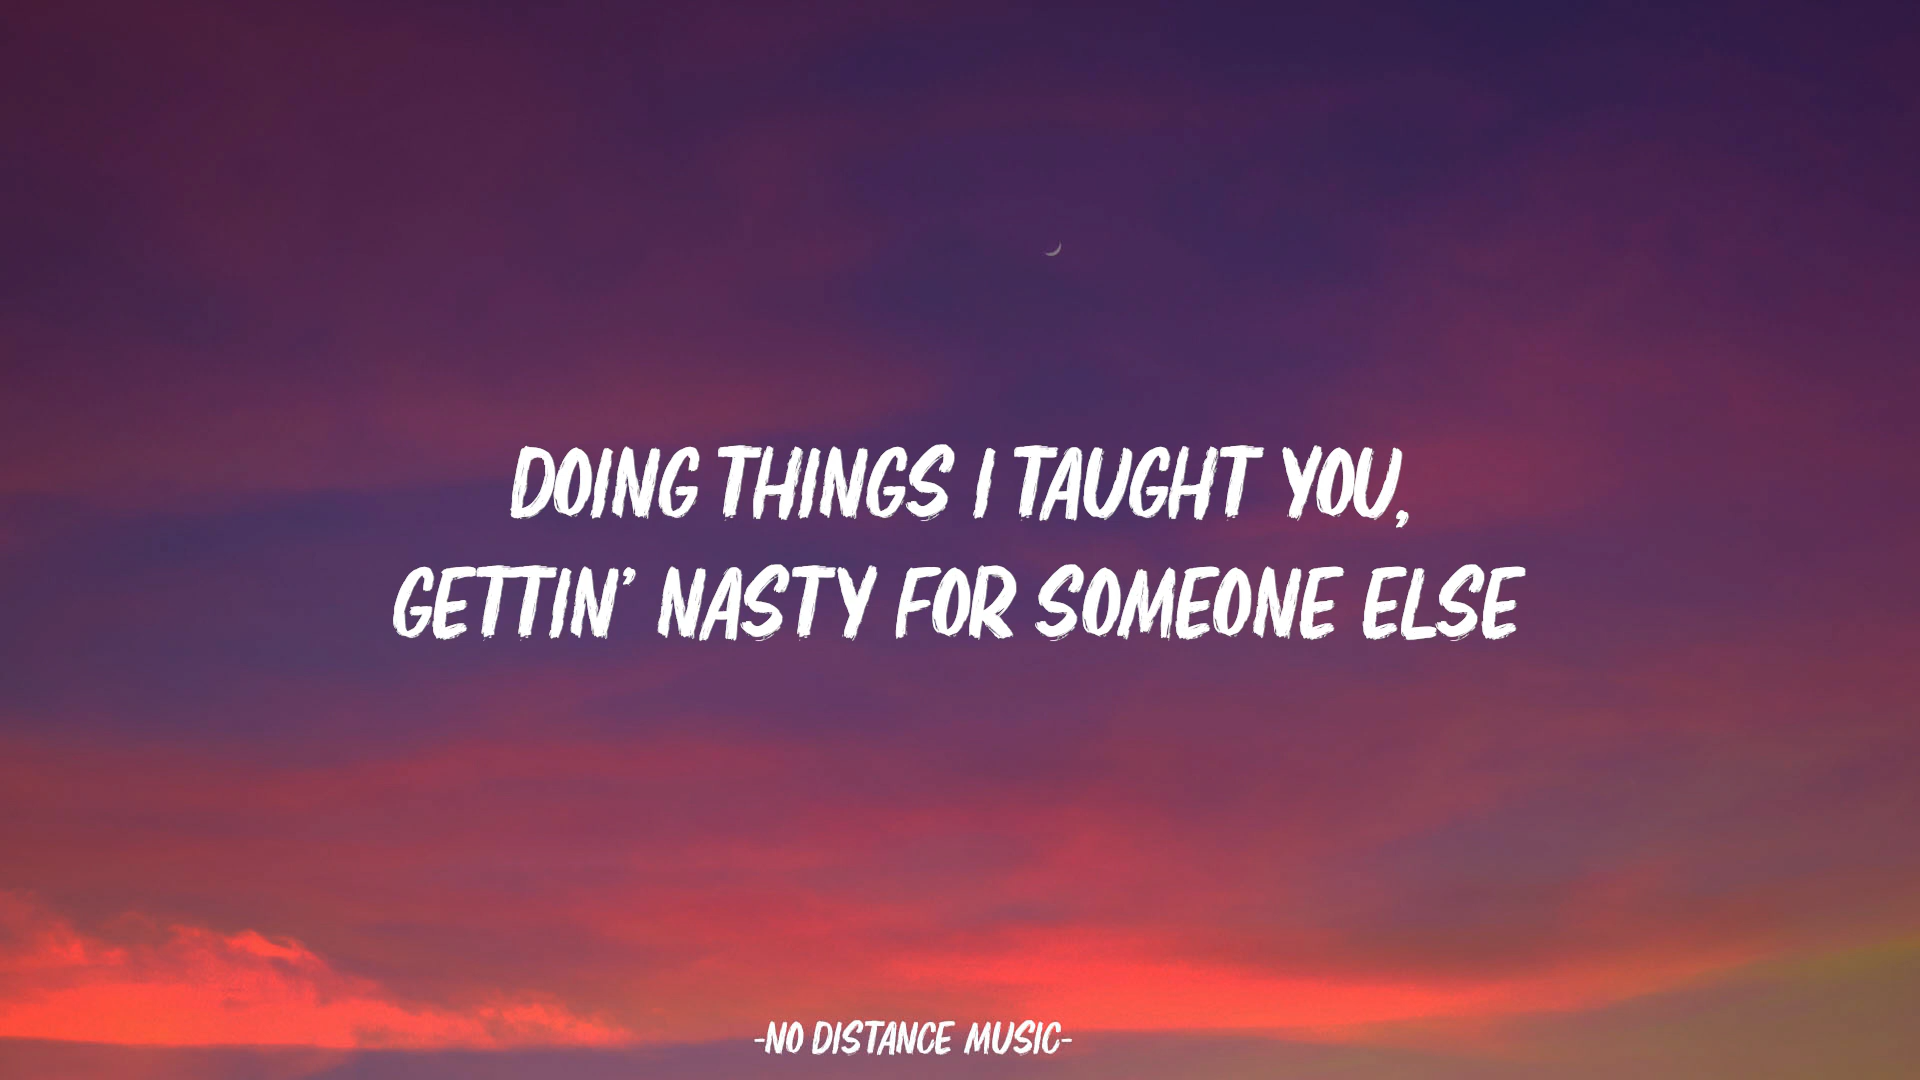 DOING THINGS I TAUGHT YOU,
GETTIN' NASTY FOR SOMEONE ELSE
-NO DISTANCE MUSIC-